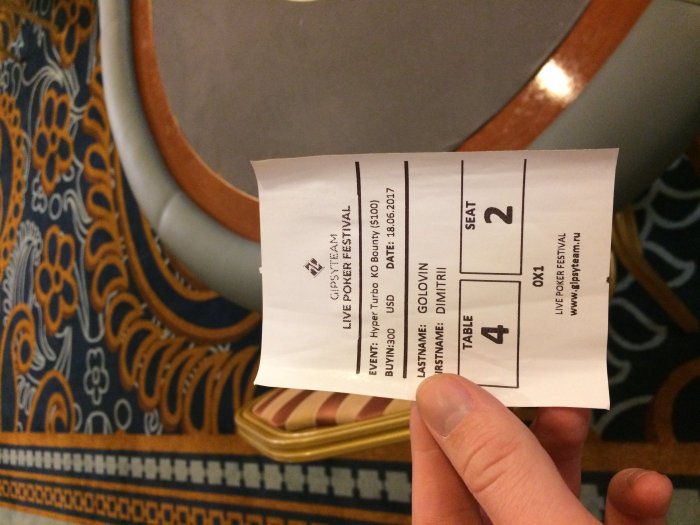 GIPSYTEAM
LIVE POKER FESTIVAL
EVENT: Hyper Turbo KO Bounty ($100)
BUYIN:300 USD DATE: 18.06.2017
LASTNAME: GOLOVIN
FIRSTNAME: DIMITRII
TABLE SEAT
4 2
0X1
LIVE POKER FESTIVAL
www.gipsyteam.ru